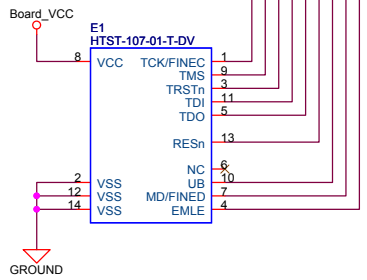 Board_VCC
E1
HTST-107-01-T-DV
8 VCC TCK/FINEC 1
TMS 9
TRSTn 3
TDI 11
TDO 5
RESn 13
NC 6
2 VSS UB 10
12 VSS MD/FINED 7
14 VSS EMLE 4
GROUND